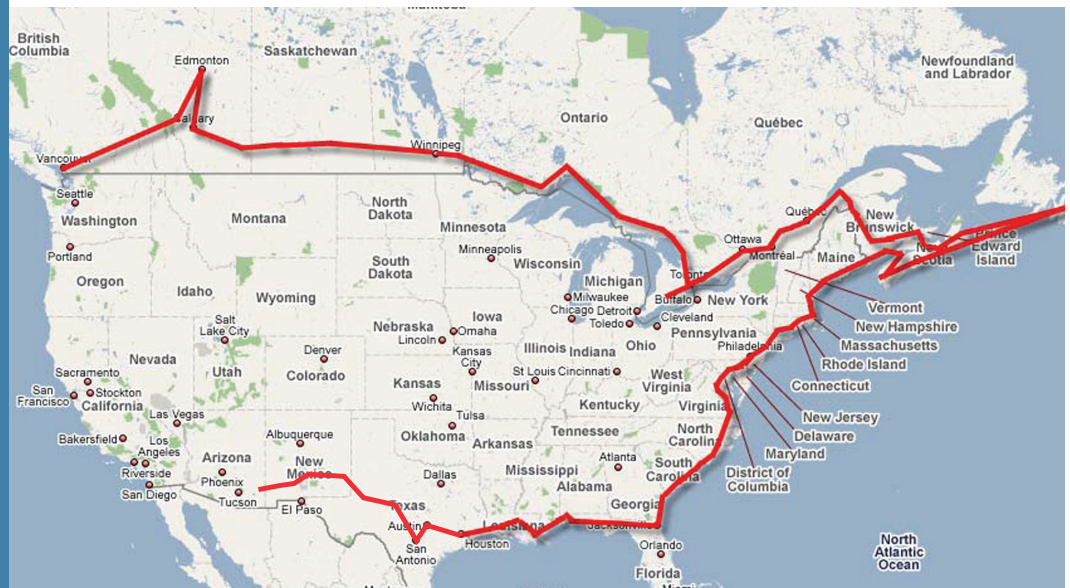 Manitoba
British
Columbia
Edmonton
Saskatchewan
Newfoundland
and Labrador
Calgary
Ontario
Québec
Winnipeg
Vancouver
Seattle
Washington
Montana
North
Dakota
Minnesota
Québec
New
Brunswick
Prince
Edward
Island
Nova
Scotia
Ottawa
Montréal
Maine
Portland
Minneapolis
Wisconsin
South
Dakota
Michigan
Toronto
Oregon
Idaho
Wyoming
Milwaukee
Buffalo
New York
Vermont
Chicago
Detroit
Toledo
Cleveland
New Hampshire
Massachusetts
Rhode Island
Connecticut
Salt
Lake City
Nebraska
Lincoln
Iowa
Omaha
Pennsylvania
Philadelphia
Illinois
Indiana
Ohio
Nevada
Utah
Denver
Colorado
Kansas
City
Sacramento
Stockton
San
Francisco
California
St Louis
Cincinnati
West
Virginia
Missouri
Kansas
Wichita
Kentucky
Virginia
New Jersey
Delaware
Maryland
District of
Columbia
Las Vegas
Tulsa
Oklahoma
Tennessee
North
Carolina
Bakersfield
Albuquerque
Arkansas
Los
Angeles
Riverside
San Diego
Arizona
Phoenix
Tucson
New
Mexico
Atlanta
South
Carolina
Mississippi
Alabama
Georgia
Dallas
El Paso
Texas
Austin
San
Antonio
Houston
Louisiana
Jacksonville
Orlando
Florida
Miami
North
Atlantic
Ocean